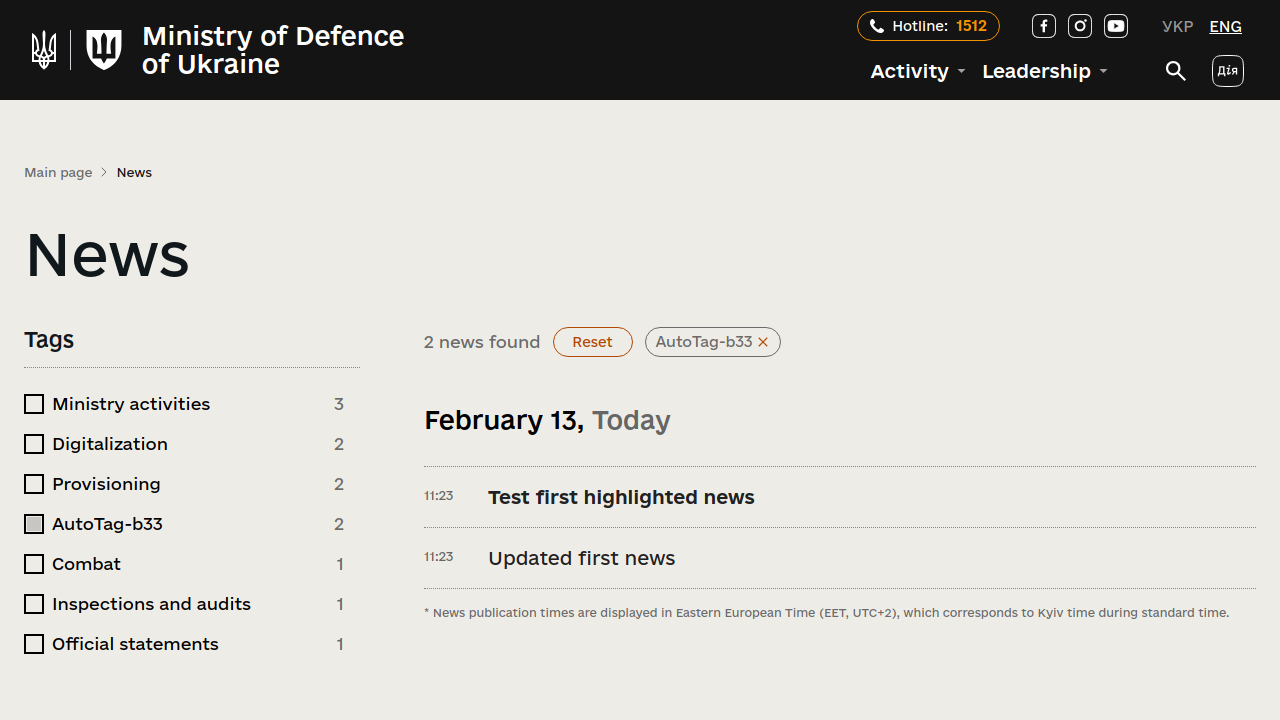 Ministry of Defence
of Ukraine
Hotline: 1512
УКР ENG
Activity Leadership
Дія
Main page > News
News
Tags
Ministry activities 3
Digitalization 2
Provisioning 2
AutoTag-b33 2
Combat 1
Inspections and audits 1
Official statements 1
2 news found Reset AutoTag-b33 ×
February 13, Today
11:23 Test first highlighted news
11:23 Updated first news
* News publication times are displayed in Eastern European Time (EET, UTC+2), which corresponds to Kyiv time during standard time.